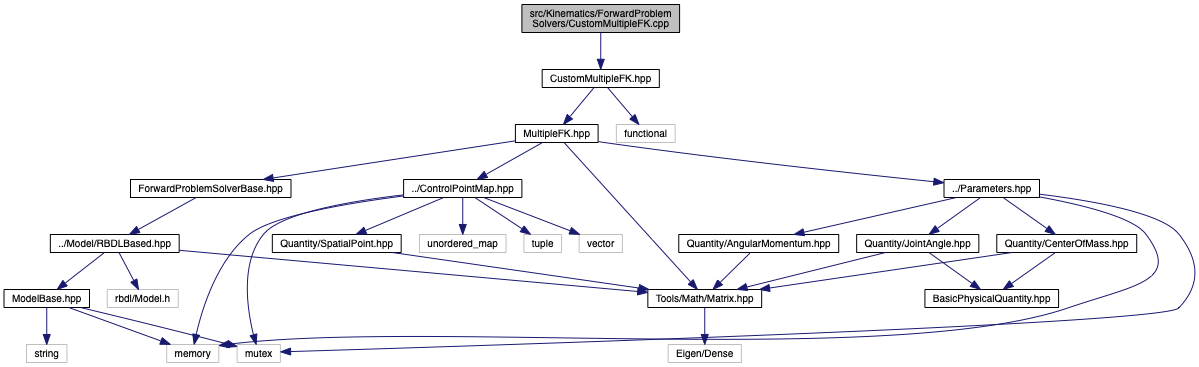 src/Kinematics/ForwardProblem
Solvers/CustomMultipleFK.cpp
CustomMultipleFK.hpp
MultipleFK.hpp
functional
ForwardProblemSolverBase.hpp
../ControlPointMap.hpp
../Parameters.hpp
../Model/RBDLBased.hpp
Quantity/SpatialPoint.hpp
unordered_map
tuple
vector
Quantity/AngularMomentum.hpp
Quantity/JointAngle.hpp
Quantity/CenterOfMass.hpp
ModelBase.hpp
rbdl/Model.h
Tools/Math/Matrix.hpp
BasicPhysicalQuantity.hpp
string
memory
mutex
Eigen/Dense